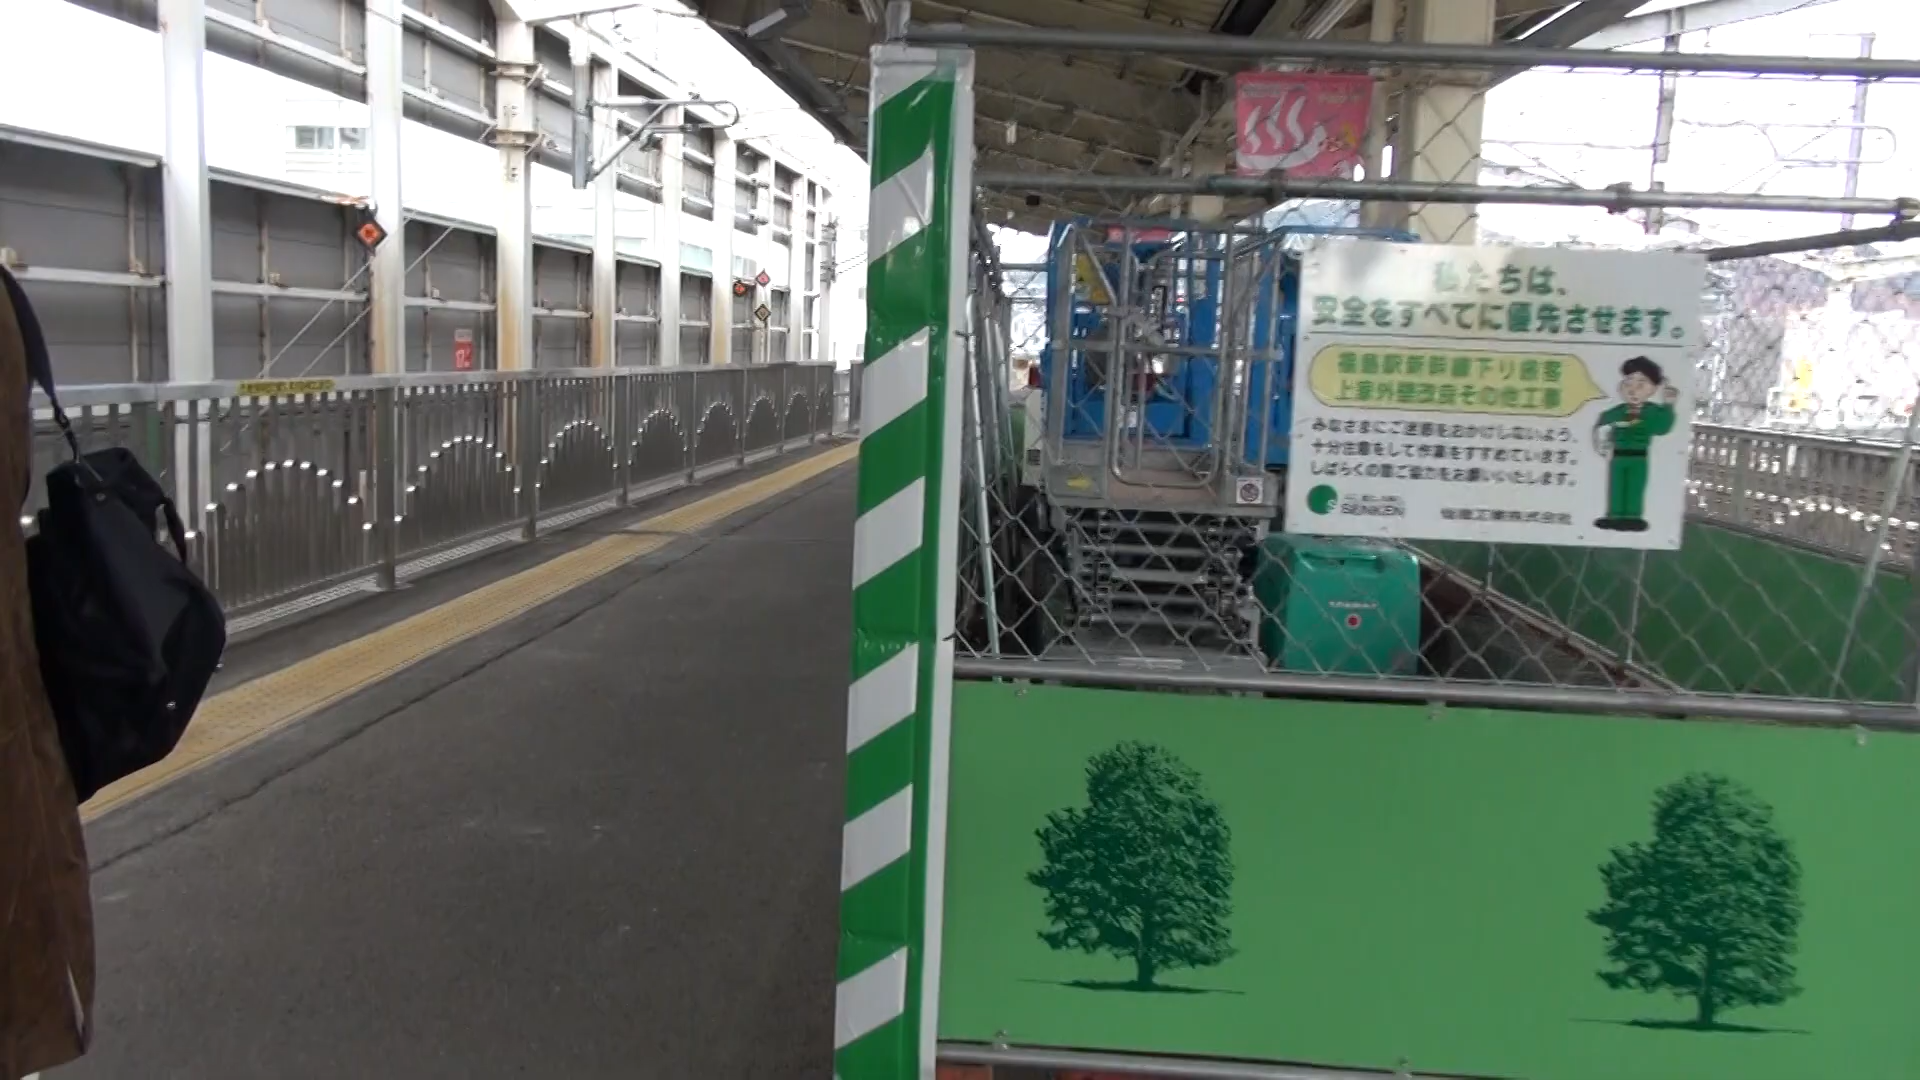 私たちは、
安全をすべてに優先させます。
福島駅新幹線下り旅客
上家外壁改良その他工事
みなさまにご迷惑をおかけしないよう、
十分注意をして作業をすすめています。
しばらくの間ご協力をお願いいたします。
SENKEN 仙建工業株式会社